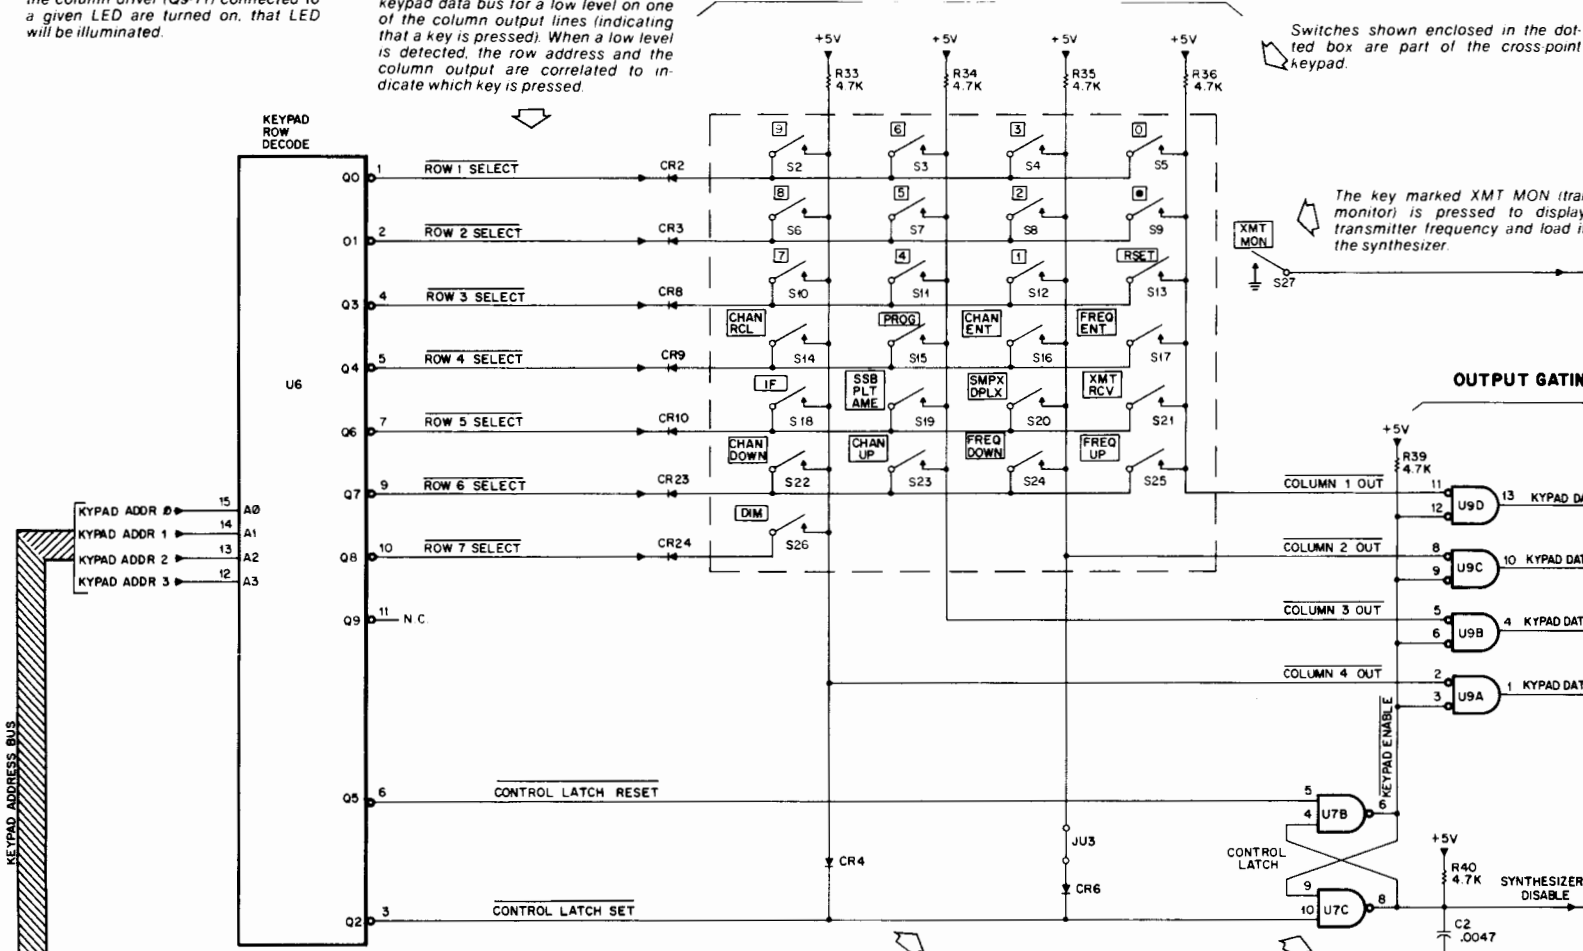 the column driver (Q9-11) connected to
a given LED are turned on, that LED
will be illuminated.
keypad data bus for a low level on one
of the column output lines (indicating
that a key is pressed). When a low level
is detected, the row address and the
column output are correlated to in-
dicate which key is pressed.
Switches shown enclosed in the dot-
ted box are part of the cross-point
keypad.
+5V +5V +5V +5V
R33 4.7K
R34 4.7K
R35 4.7K
R36 4.7K
KEYPAD
ROW
DECODE
U6
Q0 1 ROW 1 SELECT CR2
9 S2 6 S3 3 S4 0 S5
Q1 2 ROW 2 SELECT CR3
8 S6 5 S7 2 S8 S9
Q3 4 ROW 3 SELECT CR8
7 S10 4 S11 1 S12 RSET S13
Q4 5 ROW 4 SELECT CR9
CHAN RCL S14 PROG S15 CHAN ENT S16 FREQ ENT S17
Q6 7 ROW 5 SELECT CR10
IF S18 SSB PLT AME S19 SMPX DPLX S20 XMT RCV S21
Q7 9 ROW 6 SELECT CR23
CHAN DOWN S22 CHAN UP S23 FREQ DOWN S24 FREQ UP S25
Q8 10 ROW 7 SELECT CR24
DIM S26
Q9 11 N.C.
The key marked XMT MON
monitor) is pressed to display
transmitter frequency and load
the synthesizer.
XMT
MON
S27
OUTPUT GATIN
+5V
R39
4.7K
KYPAD ADDR 0 15 A0
KYPAD ADDR 1 14 A1
KYPAD ADDR 2 13 A2
KYPAD ADDR 3 12 A3
KEYPAD ADDRESS BUS
COLUMN 1 OUT 11 12 U9D 13 KYPAD DA
COLUMN 2 OUT 8 9 U9C 10 KYPAD DAT
COLUMN 3 OUT 5 6 U9B 4 KYPAD DAT
COLUMN 4 OUT 2 3 U9A 1 KYPAD DAT
KEYPAD ENABLE
Q5 6 CONTROL LATCH RESET 5 4 U7B 6
JU3
CR4
CR6
CONTROL
LATCH
+5V
R40
4.7K
SYNTHESIZER
DISABLE
Q2 3 CONTROL LATCH SET 9 10 U7C 8
C2
.0047